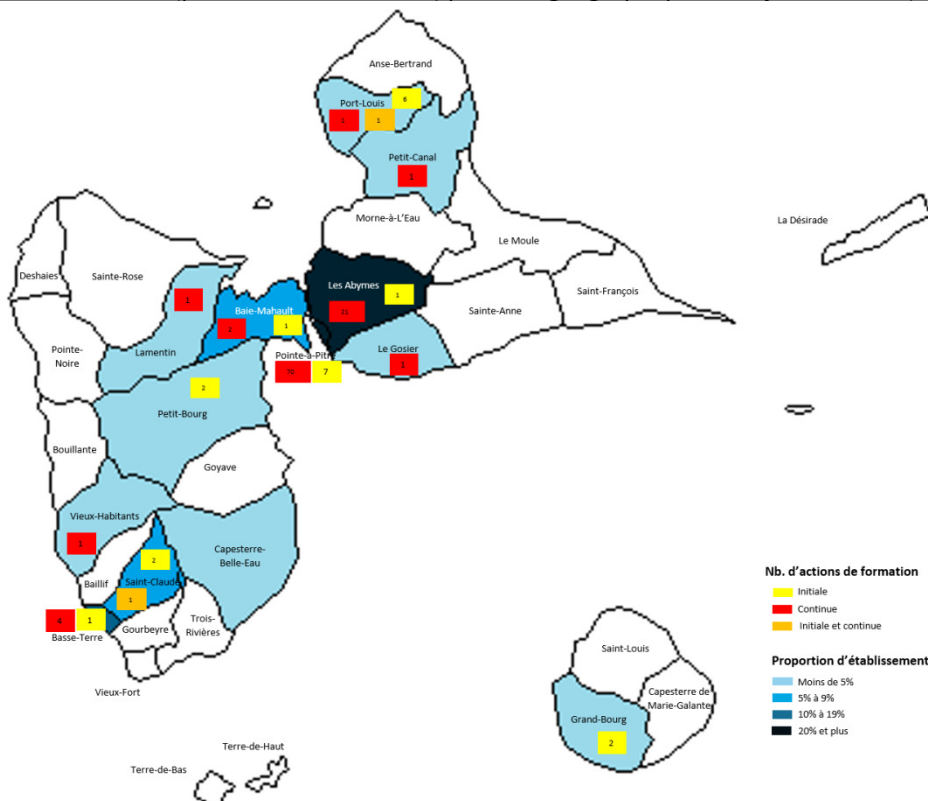 Anse-Bertrand
Port-Louis
6
1
1
Petit-Canal
1
Morne-à-L'Eau
Le Moule
La Désirade
Deshaies
Sainte-Rose
Les Abymes
Saint-François
1
1
Baie-Mahault
Sainte-Anne
2
1
Pointe-Noire
Lamentin
Pointe-à-Pitre
Le Gosier
7
1
2
Petit-Bourg
Bouillante
Goyave
Vieux-Habitants
1
Capesterre-
Belle-Eau
2
Baillif
Saint-Claude
1
4
1
Basse-Terre
Gourbeyre
Trois-
Rivières
Vieux-Fort
Terre-de-Haut
Terre-de-Bas
Saint-Louis
Capesterre de
Marie-Galante
Grand-Bourg
2
Nb. d'actions de formation
Initiale
Continue
Initiale et continue
Proportion d'établissement
Moins de 5%
5% à 9%
10% à 19%
20% et plus